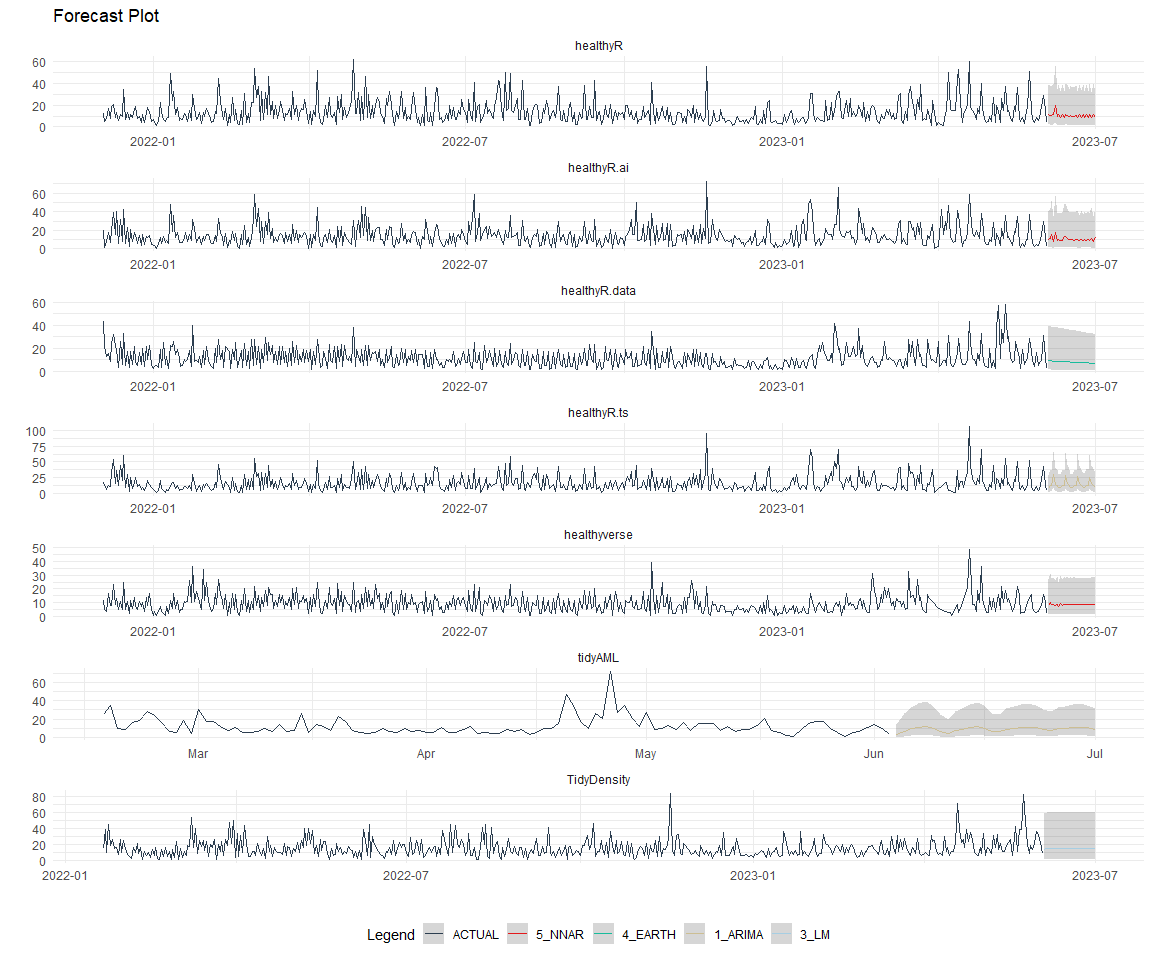 Forecast Plot
healthyR
60
40
20
0
2022-01 2022-07 2023-01 2023-07
healthyR.ai
60
40
20
0
2022-01 2022-07 2023-01 2023-07
healthyR.data
60
40
20
0
2022-01 2022-07 2023-01 2023-07
healthyR.ts
100
75
50
25
0
2022-01 2022-07 2023-01 2023-07
healthyverse
50
40
30
20
10
0
2022-01 2022-07 2023-01 2023-07
tidyAML
60
40
20
0
Mar Apr May Jun Jul
TidyDensity
80
60
40
20
0
2022-01 2022-07 2023-01 2023-07
Legend ACTUAL 5_NNAR 4_EARTH 1_ARIMA 3_LM